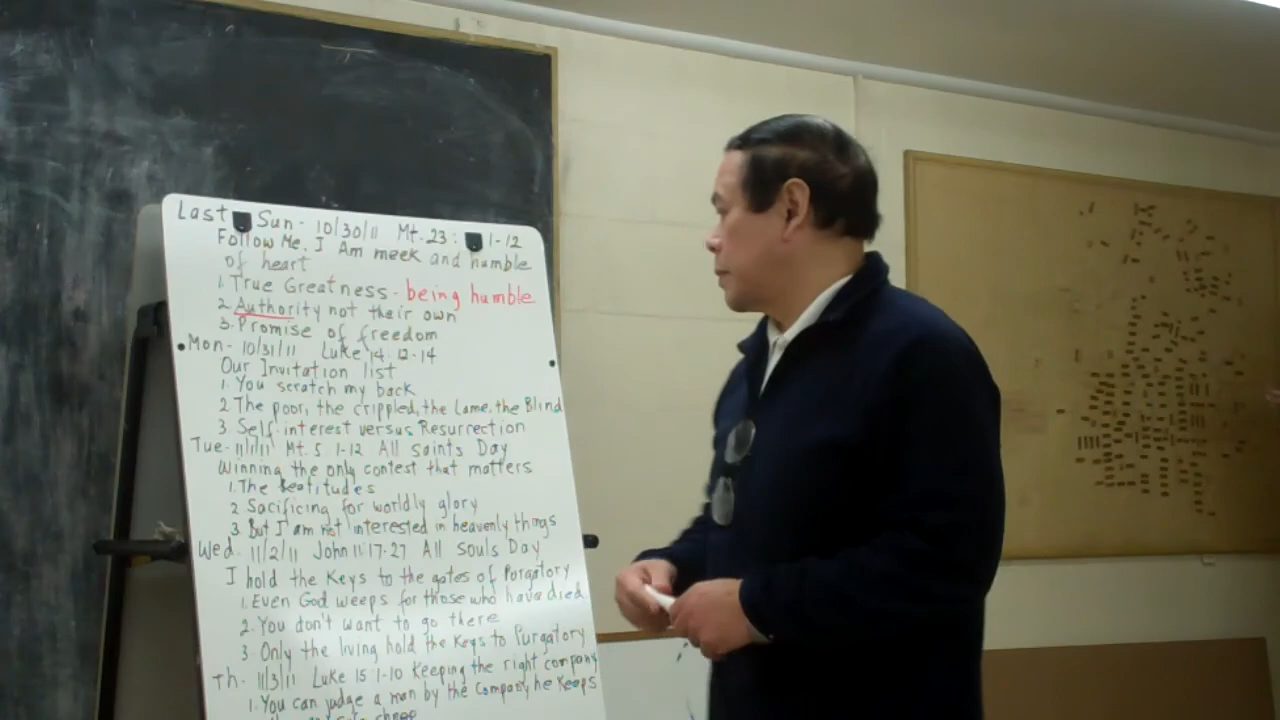 Last Sun - 10/30/11 Mt. 23: 1-12
Follow Me, I Am meek and humble
of heart
1. True Greatness - being humble
2. Authority not their own
3. Promise of freedom
Mon - 10/31/11 Luke 14: 12-14
Our Invitation list
1. You scratch my back
2 The poor, the crippled, the Lame, the Blind
3 Self interest versus Resurrection
Tue - 11/1/11 Mt. 5 1-12 All saints Day
Winning the only contest that matters
1. The Beatitudes
2 Sacrificing for worldly glory
3 But I am not interested in heavenly things
Wed. 11/2/11 John 11:17-27 All Souls Day
I hold the Keys to the gates of Porgatory
1. Even God weeps for those who have died
2. You don't want to go there
3 Only the living hold the Keys to Purgatory
Th - 11/3/11 Luke 15 1-10 Keeping the right company
1. You can judge a man by the Company he Keeps
sheep